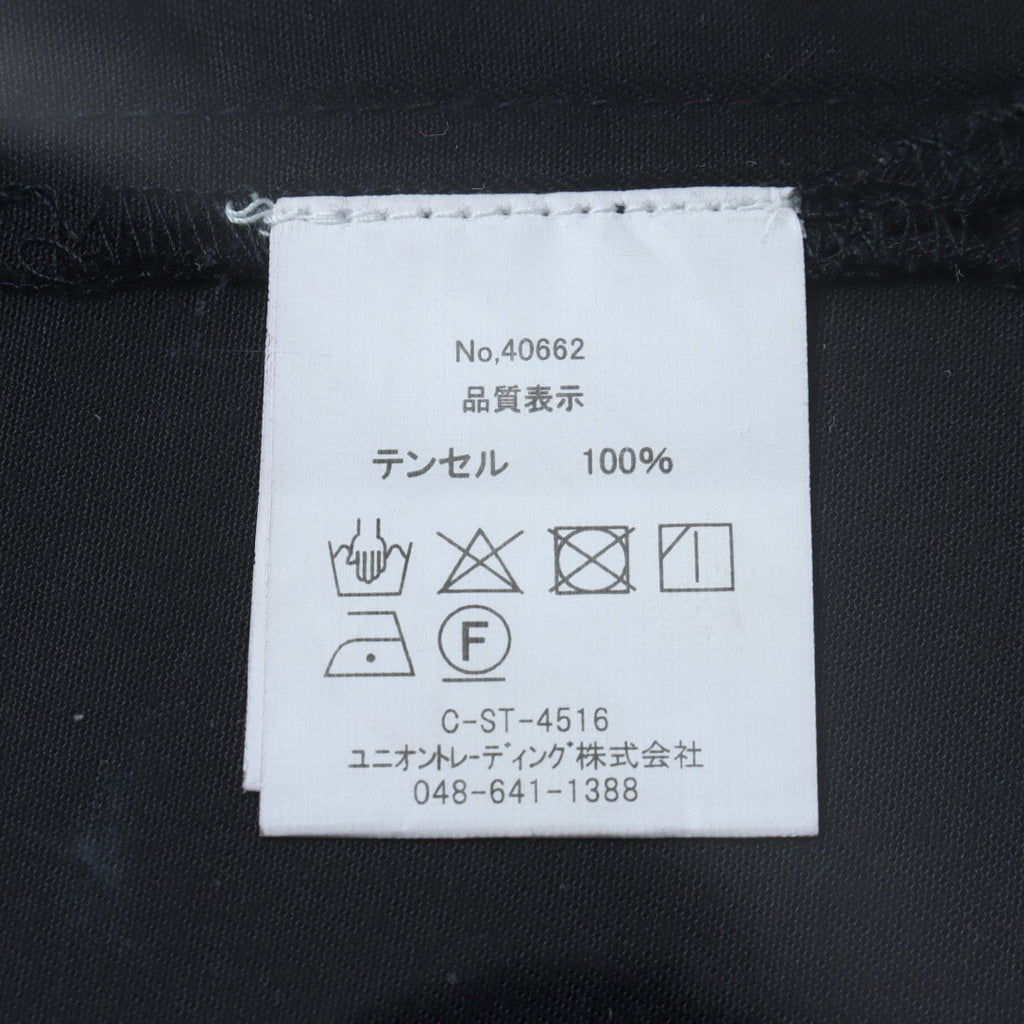 No,40662
品質表示
テンセル 100%
F
C-ST-4516
ユニオントレーディング株式会社
048-641-1388